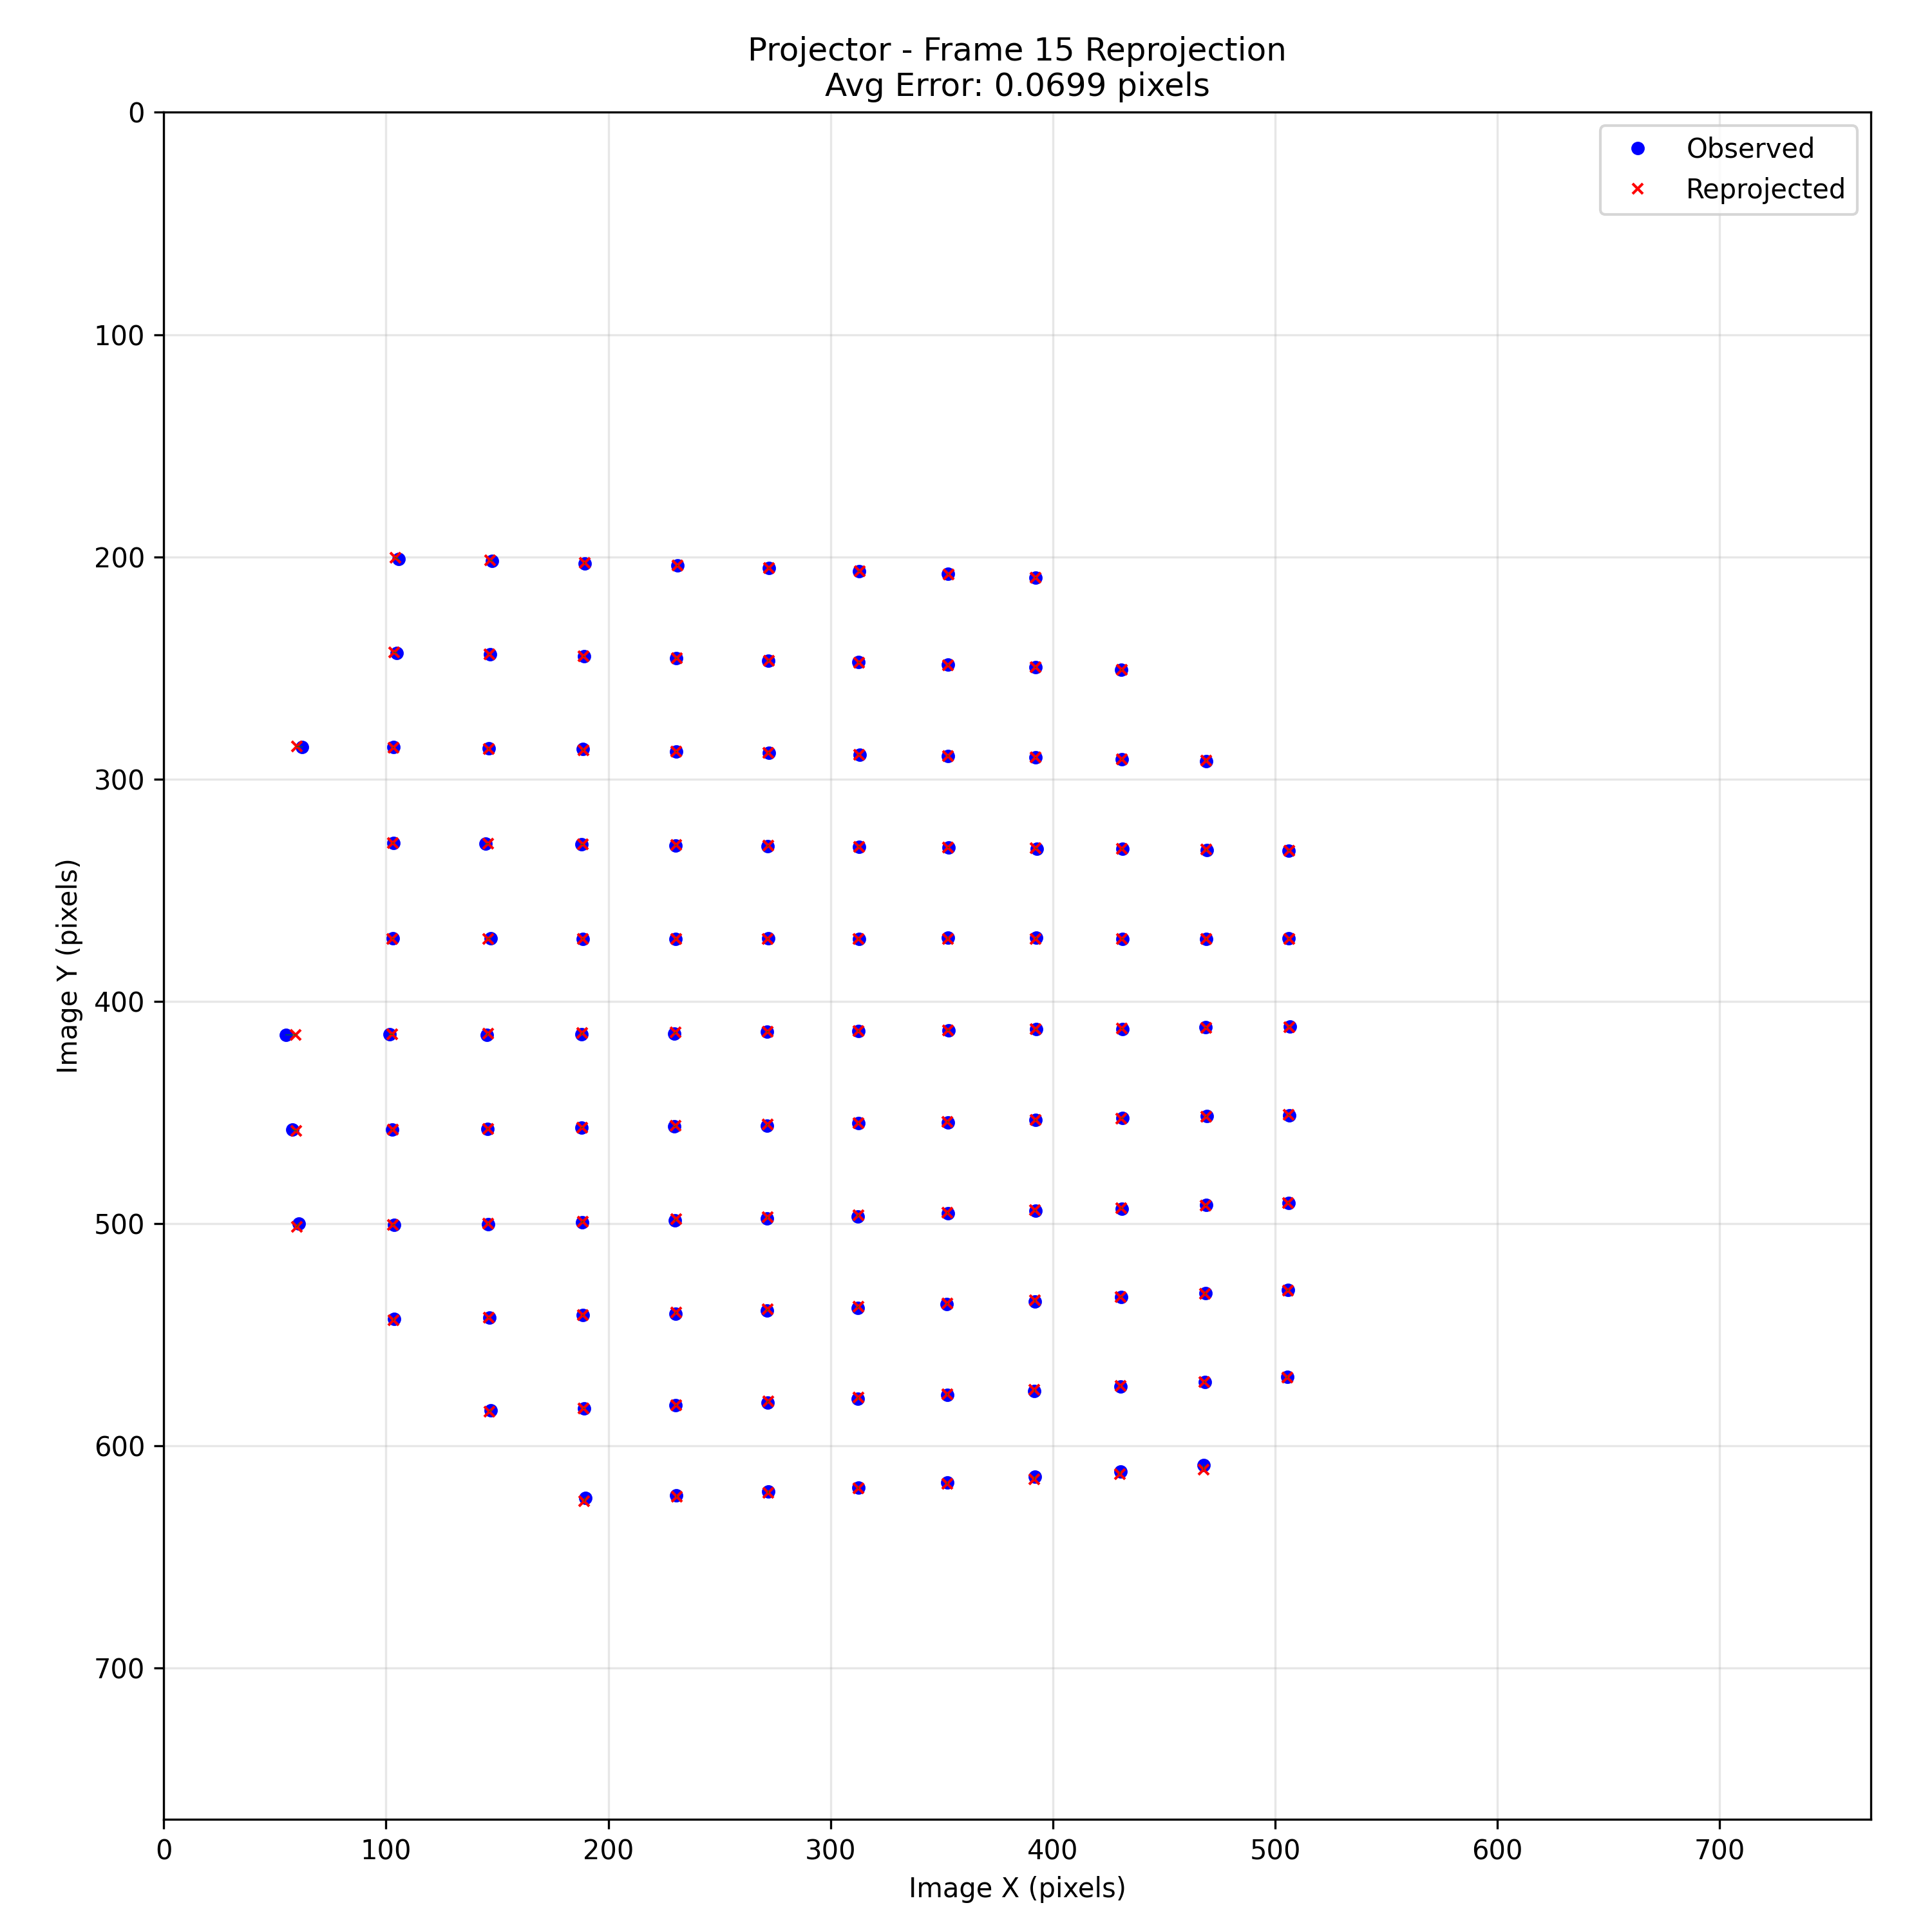 Projector - Frame 15 Reprojection
Avg Error: 0.0699 pixels
Observed
Reprojected
0
100
200
300
400
500
600
700
Image Y (pixels)
0 100 200 300 400 500 600 700
Image X (pixels)